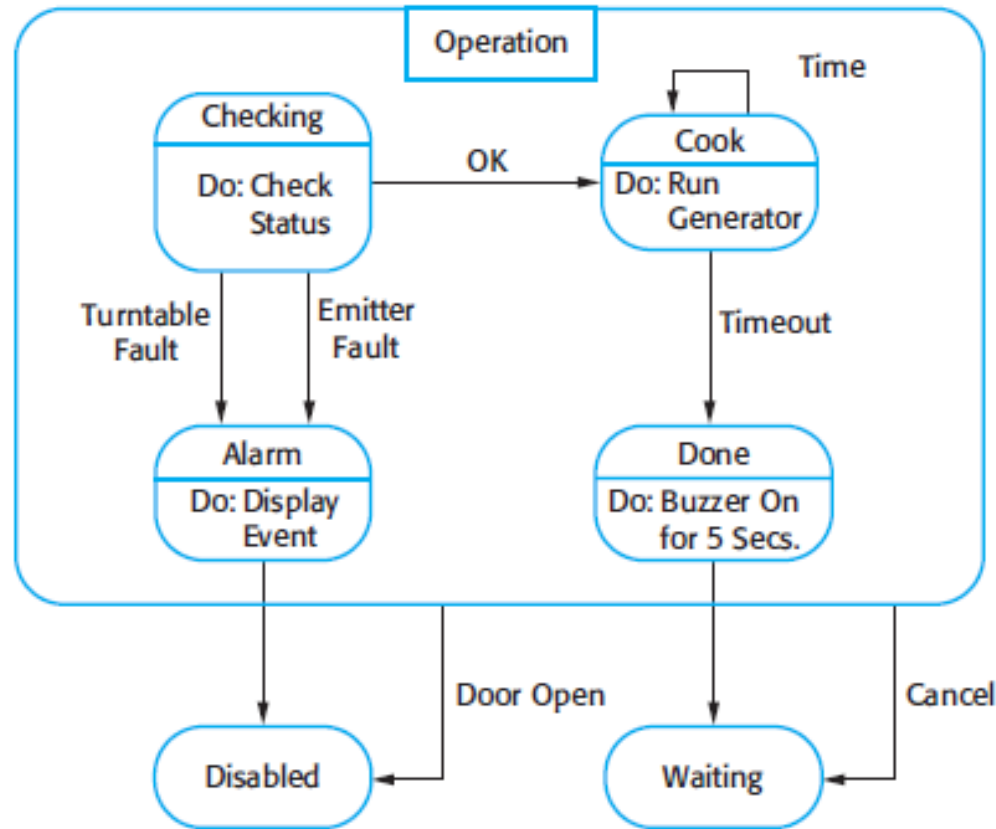 Operation
Time
Checking
Do: Check
Status
OK
Cook
Do: Run
Generator
Turntable
Fault
Emitter
Fault
Timeout
Alarm
Do: Display
Event
Done
Do: Buzzer On
for 5 Secs.
Door Open
Cancel
Disabled
Waiting